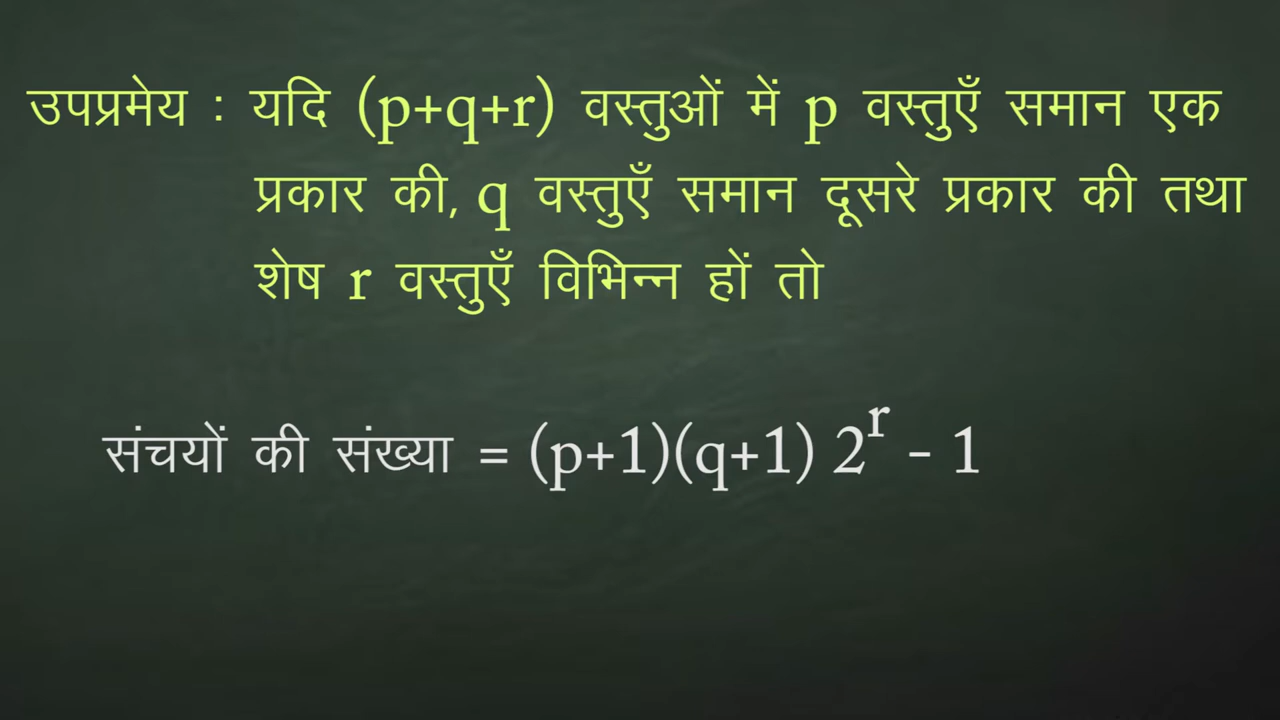 उपप्रमेय : यदि (p+q+r) वस्तुओं में p वस्तुएँ समान एक
प्रकार की, q वस्तुएँ समान दूसरे प्रकार की तथा
शेष r वस्तुएँ विभिन्न हों तो
संचयों की संख्या = (p+1)(q+1) 2^r - 1